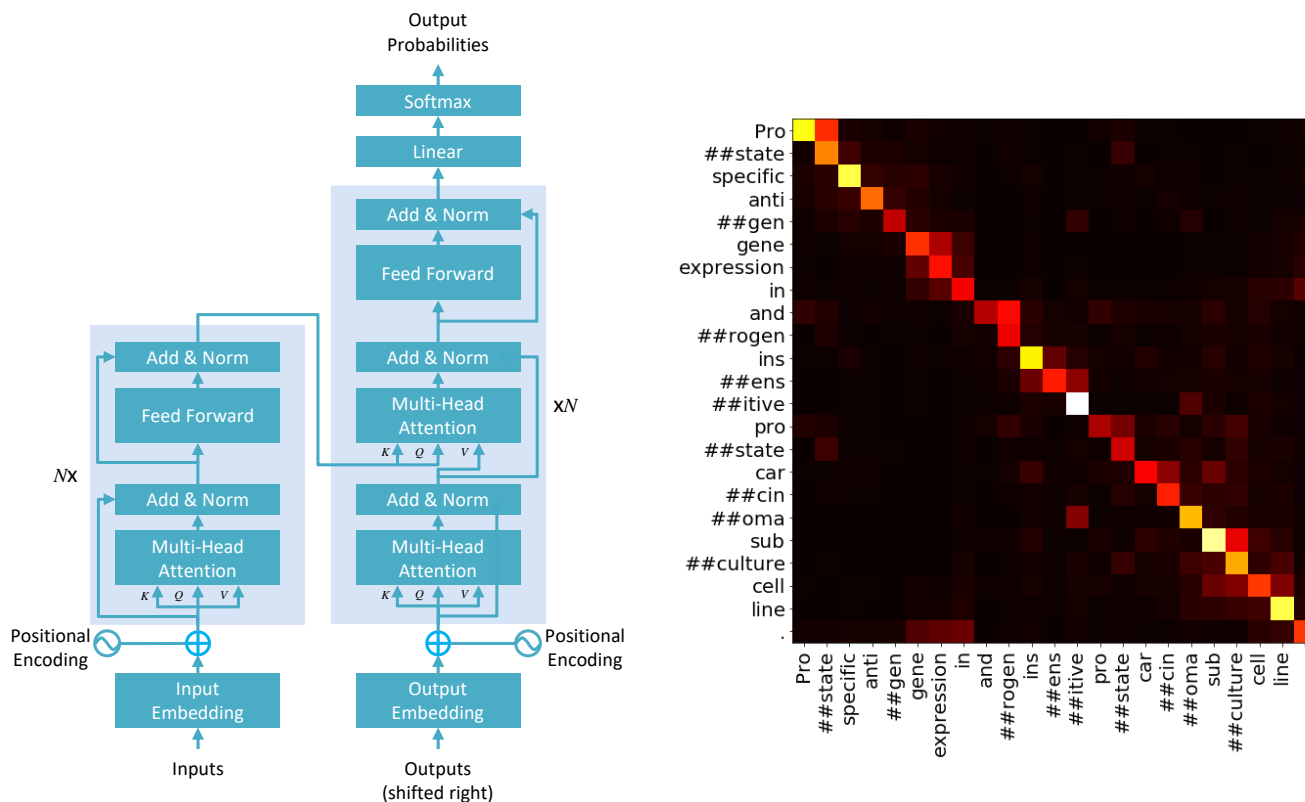 Output
Probabilities
Softmax
Linear
Add & Norm
Feed Forward
Add & Norm
Multi-Head
Attention
K Q V
xN
Add & Norm
Multi-Head
Attention
K Q V
Positional
Encoding
Output
Embedding
Outputs
(shifted right)
Add & Norm
Feed Forward
Nx
Add & Norm
Multi-Head
Attention
K Q V
Positional
Encoding
Input
Embedding
Inputs
Pro
##state
specific
anti
##gen
gene
expression
in
and
##rogen
ins
##ens
##itive
pro
##state
car
##cin
##oma
sub
##culture
cell
line
.
Pro
##state
specific
anti
##gen
gene
expression
in
and
##rogen
ins
##ens
##itive
pro
##state
car
##cin
##oma
sub
##culture
cell
line